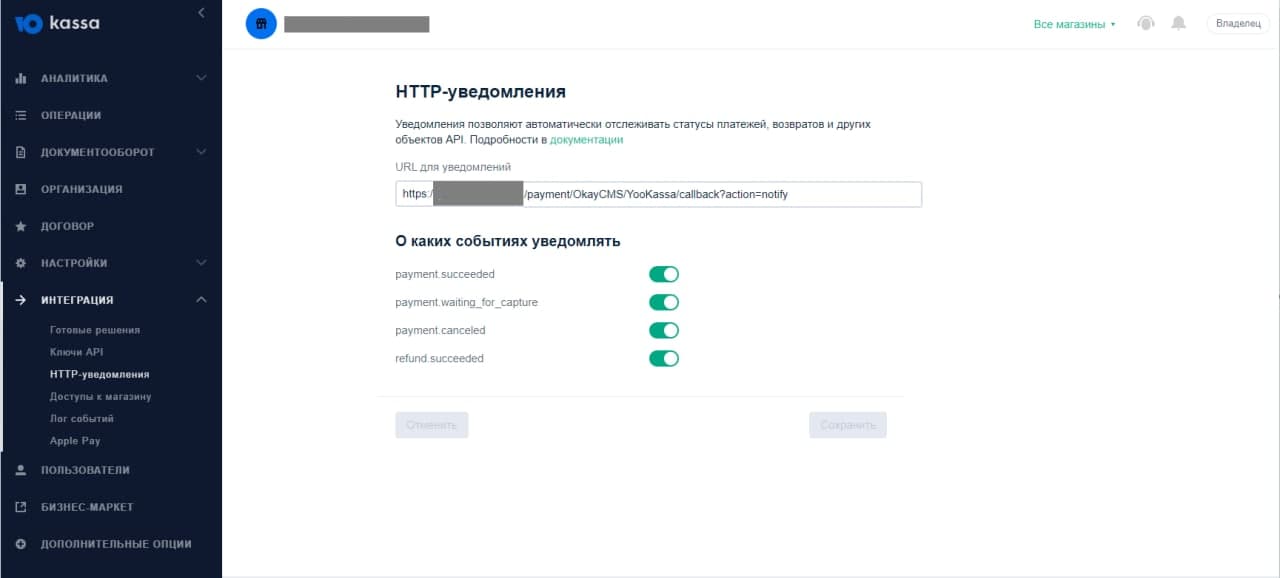 Ю kassa
Все магазины
Владелец
АНАЛИТИКА
ОПЕРАЦИИ
ДОКУМЕНТООБОРОТ
ОРГАНИЗАЦИЯ
ДОГОВОР
НАСТРОЙКИ
ИНТЕГРАЦИЯ
Готовые решения
Ключи API
HTTP-уведомления
Доступы к магазину
Лог событий
Apple Pay
ПОЛЬЗОВАТЕЛИ
БИЗНЕС-МАРКЕТ
ДОПОЛНИТЕЛЬНЫЕ ОПЦИИ
HTTP-уведомления
Уведомления позволяют автоматически отслеживать статусы платежей, возвратов и других
объектов API. Подробности в документации
URL для уведомлений
https:/ /payment/OkayCMS/YooKassa/callback?action=notify
О каких событиях уведомлять
payment.succeeded
payment.waiting_for_capture
payment.canceled
refund.succeeded
Отменить
Сохранить